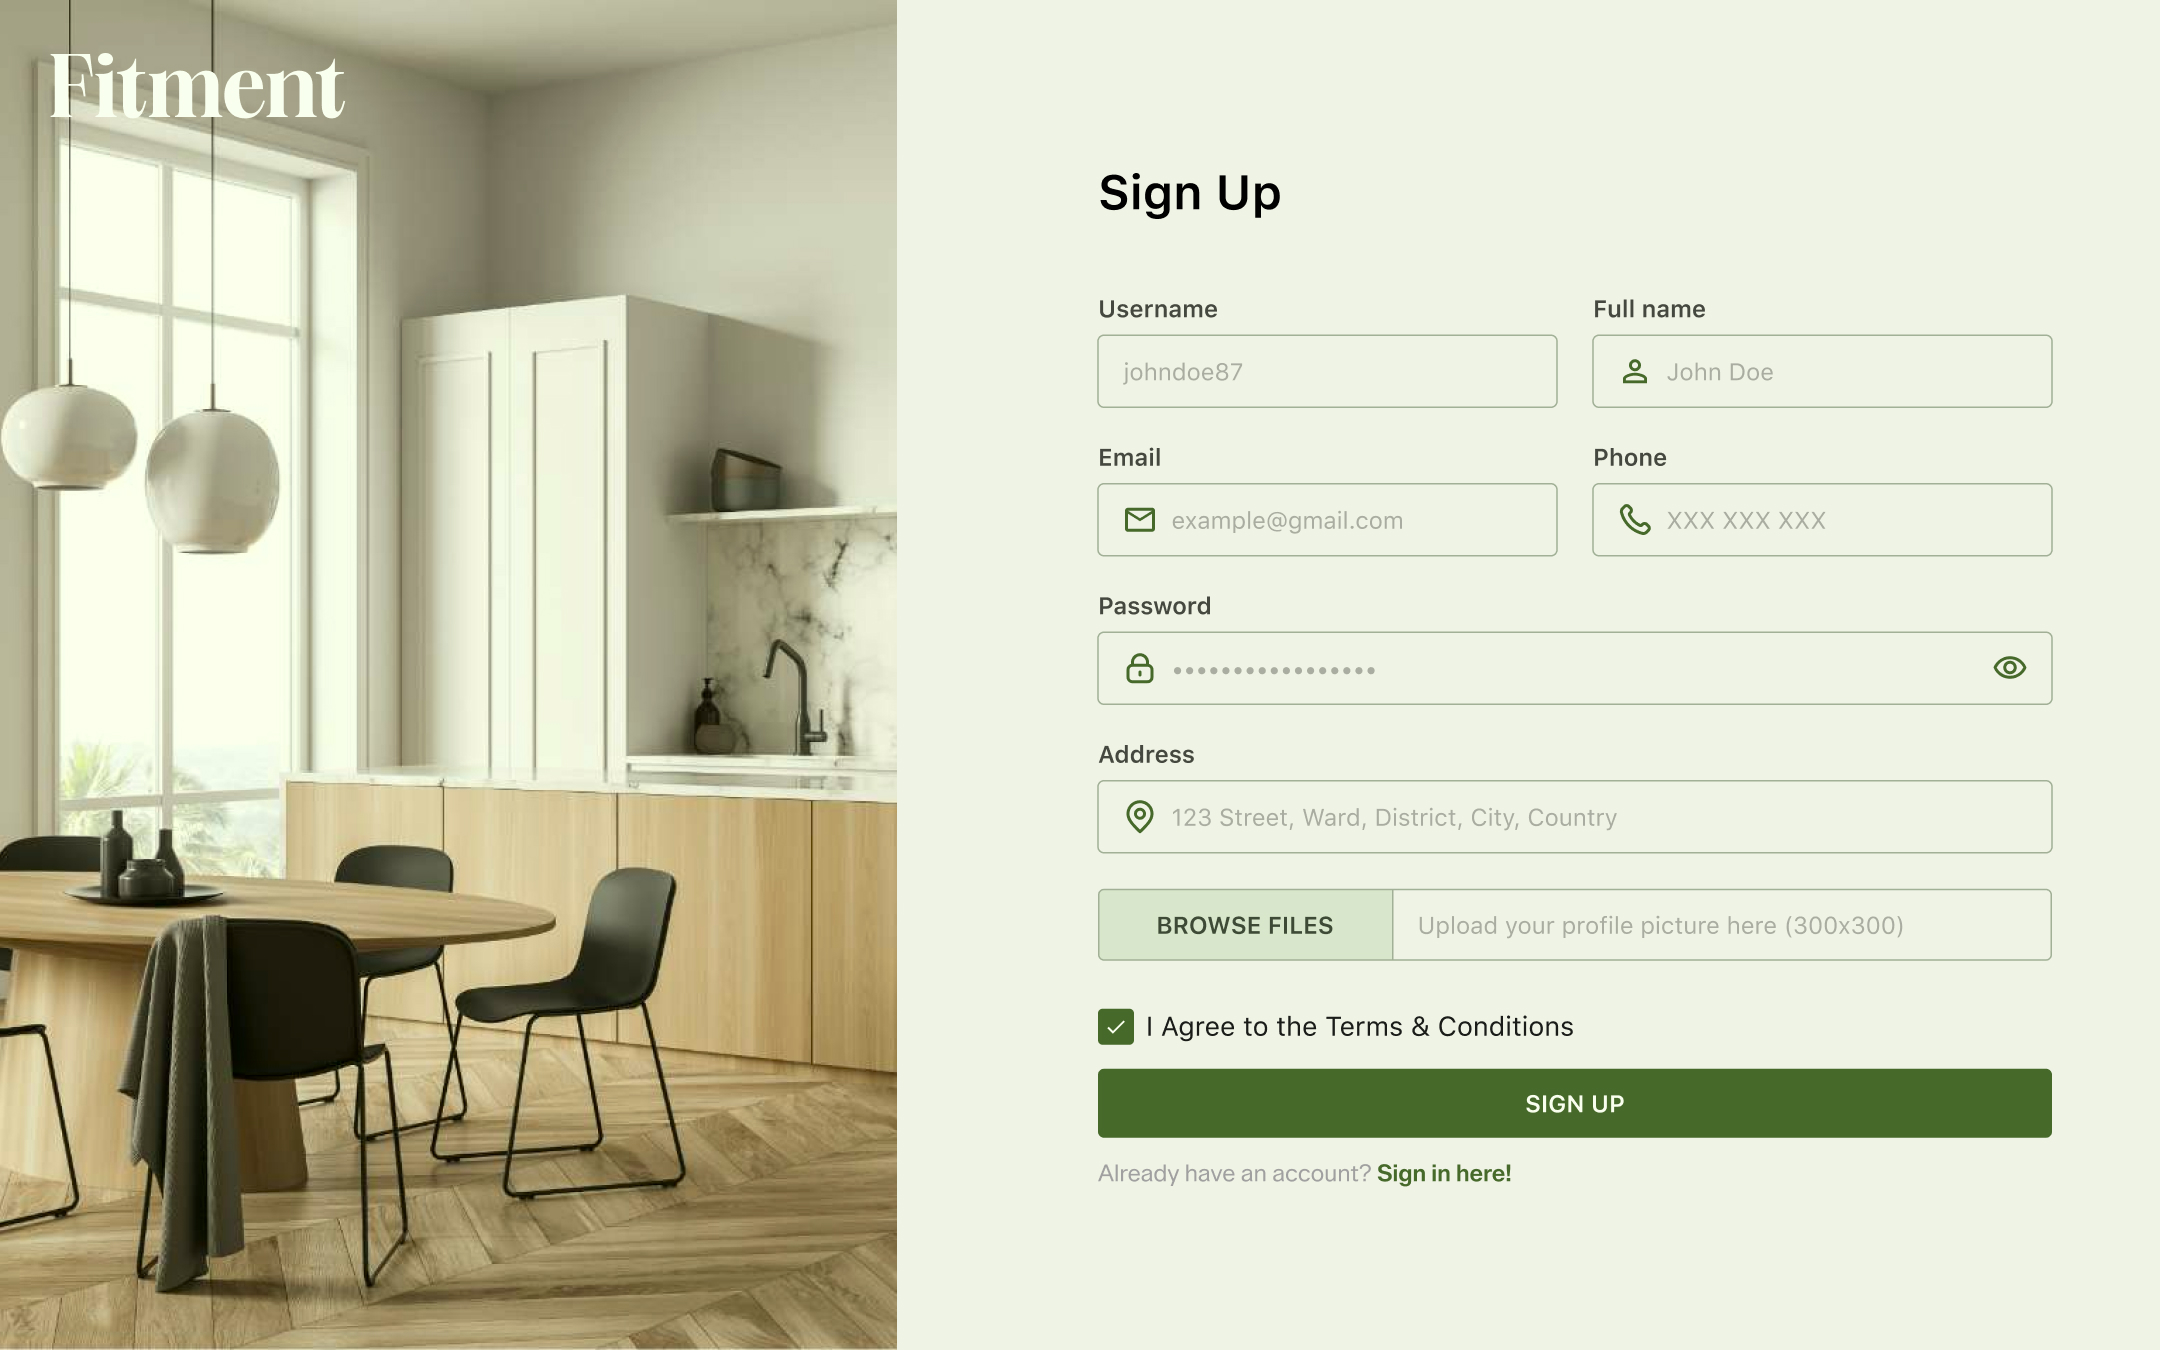 Fitment
Sign Up
Username
Full name
johndoe87
John Doe
Email
Phone
example@gmail.com
XXX XXX XXX
Password
••••••••••••••••••
Address
123 Street, Ward, District, City, Country
BROWSE FILES
Upload your profile picture here (300x300)
I Agree to the Terms & Conditions
SIGN UP
Already have an account? Sign in here!